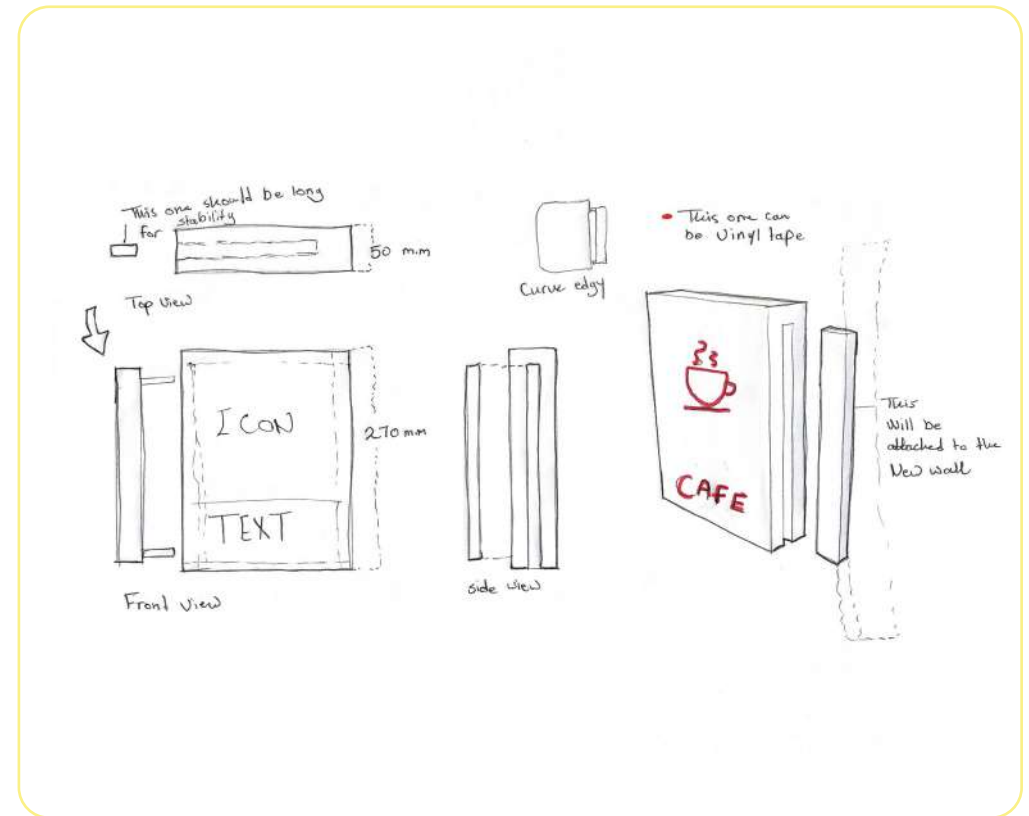 This one should be long
for stability
50 mm
Top view
Curve edgy
This one can
be Vinyl tape
ICON
TEXT
270 mm
Front view
side view
CAFE
This
will be
attached to the
New wall